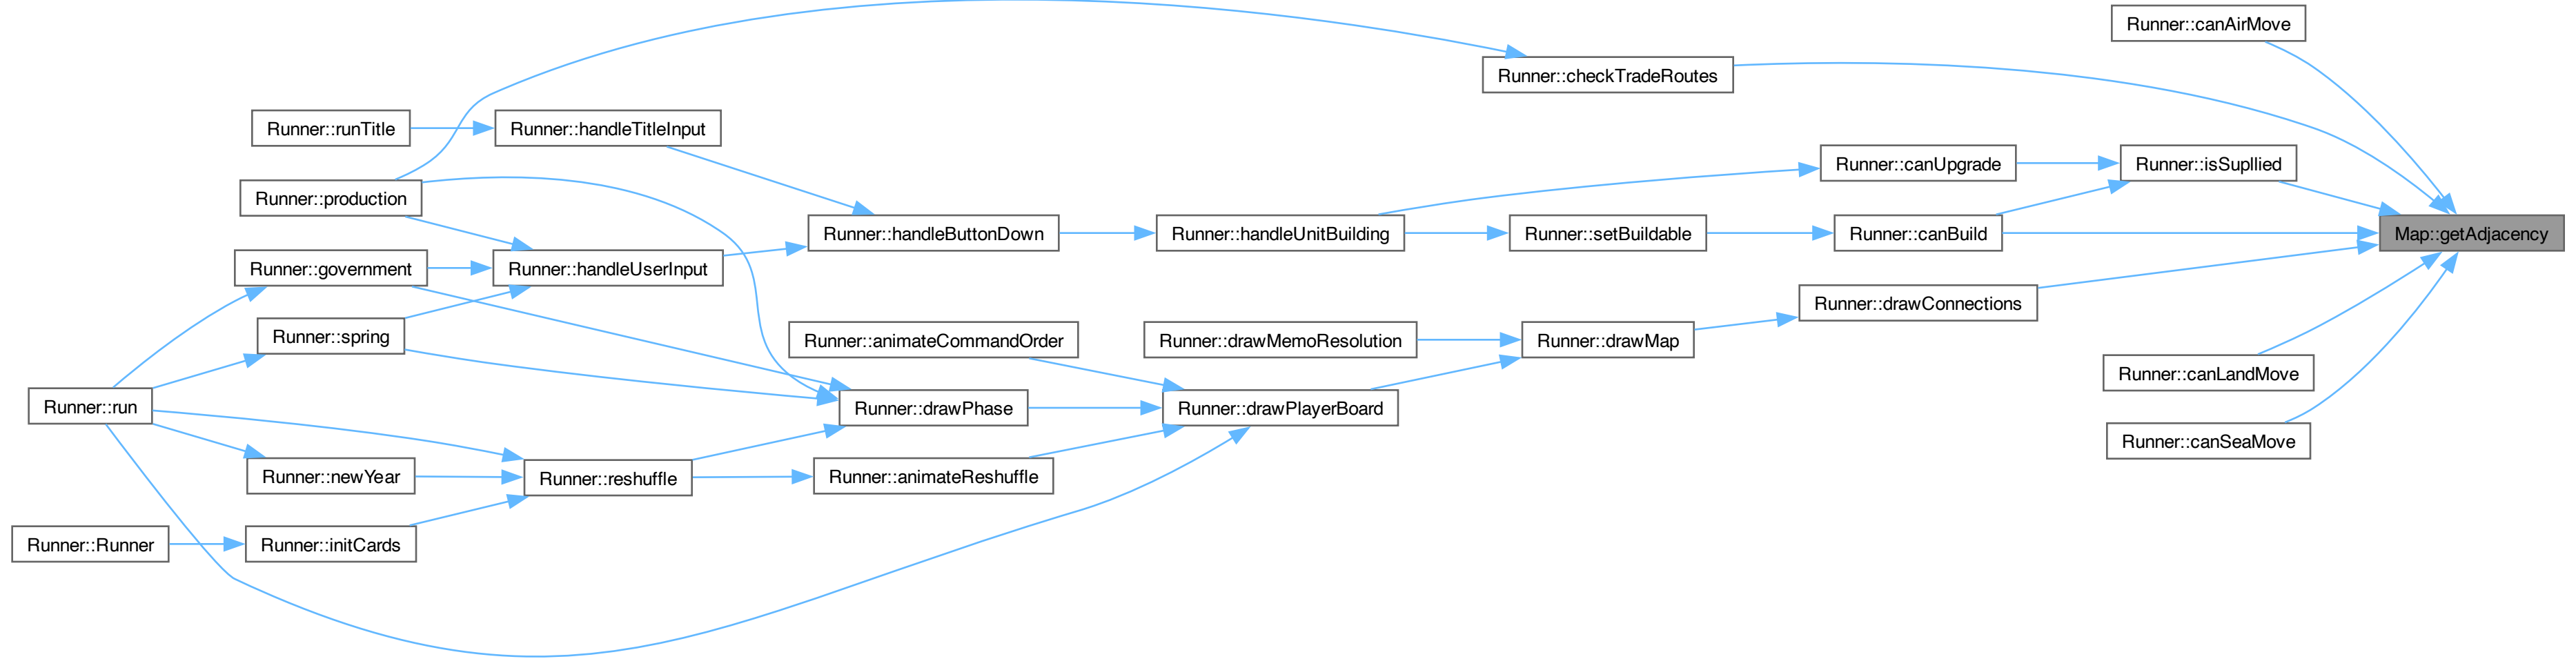 Runner::canAirMove
Runner::checkTradeRoutes
Runner::runTitle
Runner::handleTitleInput
Runner::canUpgrade
Runner::isSupllied
Runner::production
Runner::handleButtonDown
Runner::handleUnitBuilding
Runner::setBuildable
Runner::canBuild
Map::getAdjacency
Runner::government
Runner::handleUserInput
Runner::drawConnections
Runner::spring
Runner::animateCommandOrder
Runner::drawMemoResolution
Runner::drawMap
Runner::canLandMove
Runner::run
Runner::drawPhase
Runner::drawPlayerBoard
Runner::canSeaMove
Runner::newYear
Runner::reshuffle
Runner::animateReshuffle
Runner::Runner
Runner::initCards